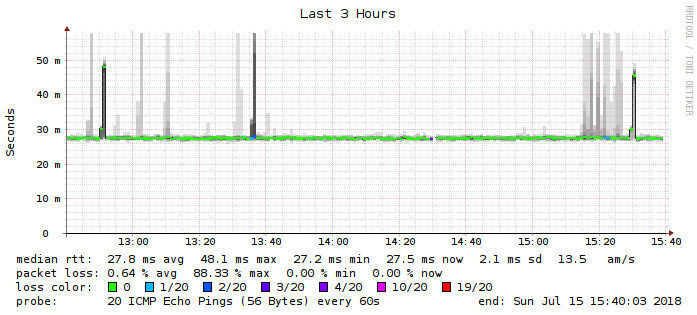 Last 3 Hours
RRDTOOL / TOBI OETIKER
Seconds
50 m
40 m
30 m
20 m
10 m
0
13:00 13:20 13:40 14:00 14:20 14:40 15:00 15:20 15:40
median rtt: 27.8 ms avg 48.1 ms max 27.2 ms min 27.5 ms now 2.1 ms sd 13.5 am/s
packet loss: 0.64 % avg 88.33 % max 0.00 % min 0.00 % now
loss color: 0 1/20 2/20 3/20 4/20 10/20 19/20
probe: 20 ICMP Echo Pings (56 Bytes) every 60s end: Sun Jul 15 15:40:03 2018